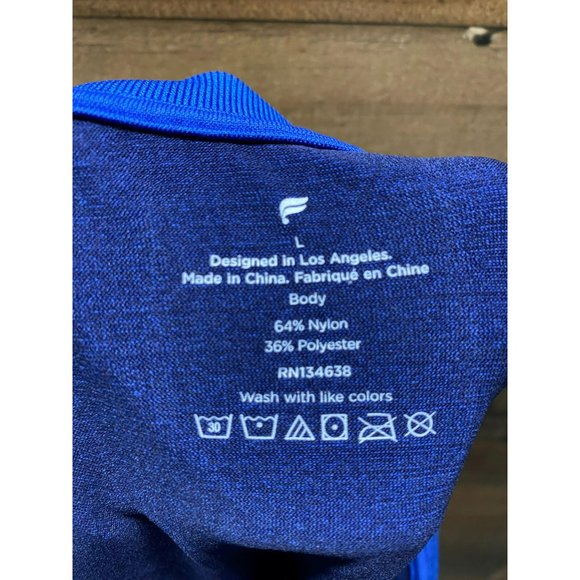 L
Designed in Los Angeles.
Made in China. Fabriqué en Chine
Body
64% Nylon
36% Polyester
RN134638
Wash with like colors
30